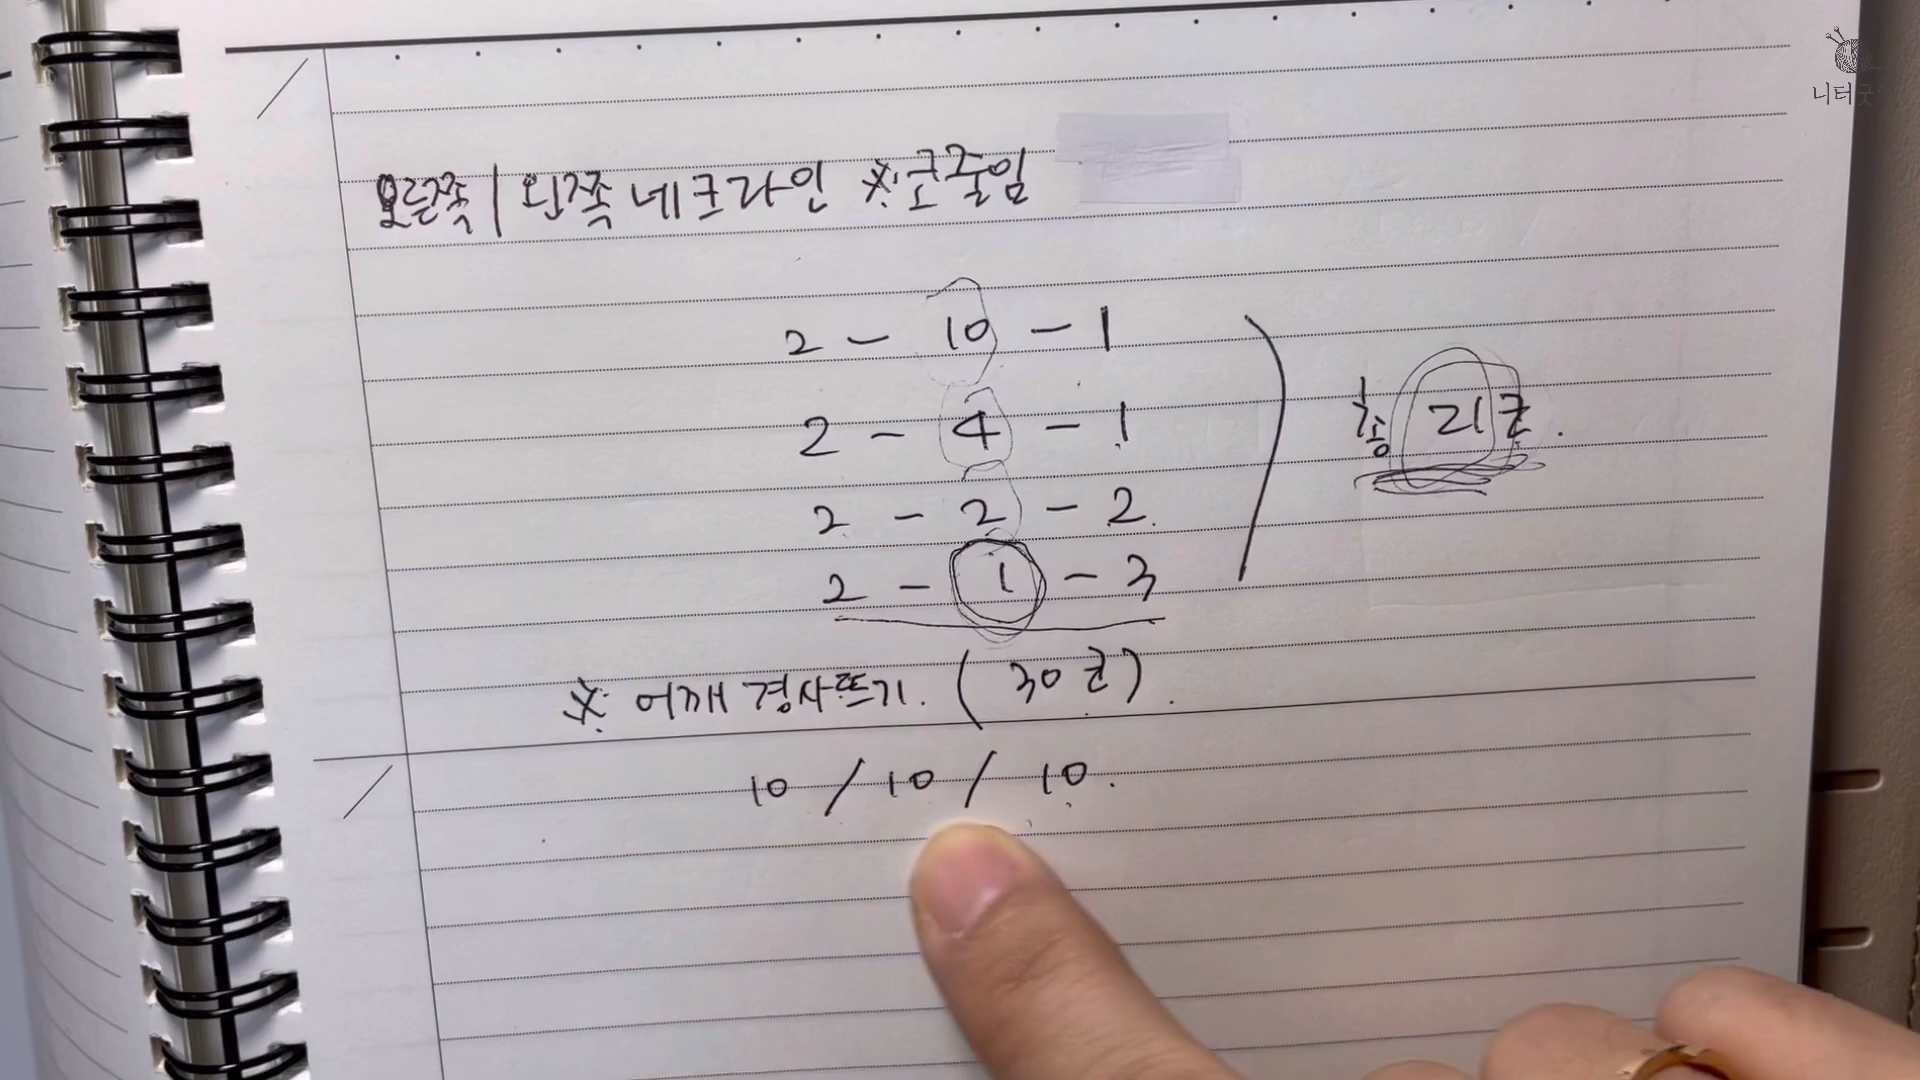 오른쪽 / 왼쪽 네크라인 ※코줄임
2 - 10 - 1
2 - 4 - 1
2 - 2 - 2
2 - 1 - 3
총 21코.
※ 어깨 경사뜨기. (30코).
10 / 10 / 10.
니터굿